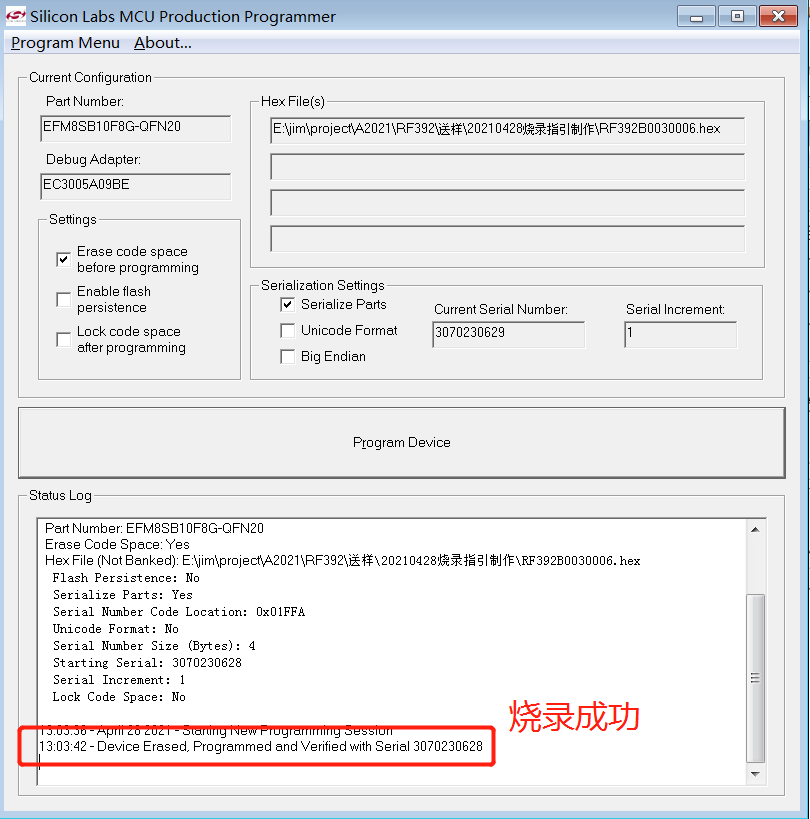 Silicon Labs MCU Production Programmer
Program Menu About...
Current Configuration
Part Number:
EFM8SB10F8G-QFN20
Debug Adapter:
EC3005A09BE
Settings
Erase code space
before programming
Enable flash
persistence
Lock code space
after programming
Hex File(s)
E:\jim\project\A2021\RF392\送样\20210428烧录指引制作\RF392B0030006.hex
Serialization Settings
Serialize Parts
Unicode Format
Big Endian
Current Serial Number:
3070230629
Serial Increment:
1
Program Device
Status Log
Part Number: EFM8SB10F8G-QFN20
Erase Code Space: Yes
Hex File (Not Banked): E:\jim\project\A2021\RF392\送样\20210428烧录指引制作\RF392B0030006.hex
Flash Persistence: No
Serialize Parts: Yes
Serial Number Code Location: 0x01FFA
Unicode Format: No
Serial Number Size (Bytes): 4
Starting Serial: 3070230628
Serial Increment: 1
Lock Code Space: No
13:03:38 - April 28 2021 - Starting New Programming Session
13:03:42 - Device Erased, Programmed and Verified with Serial 3070230628
烧录成功